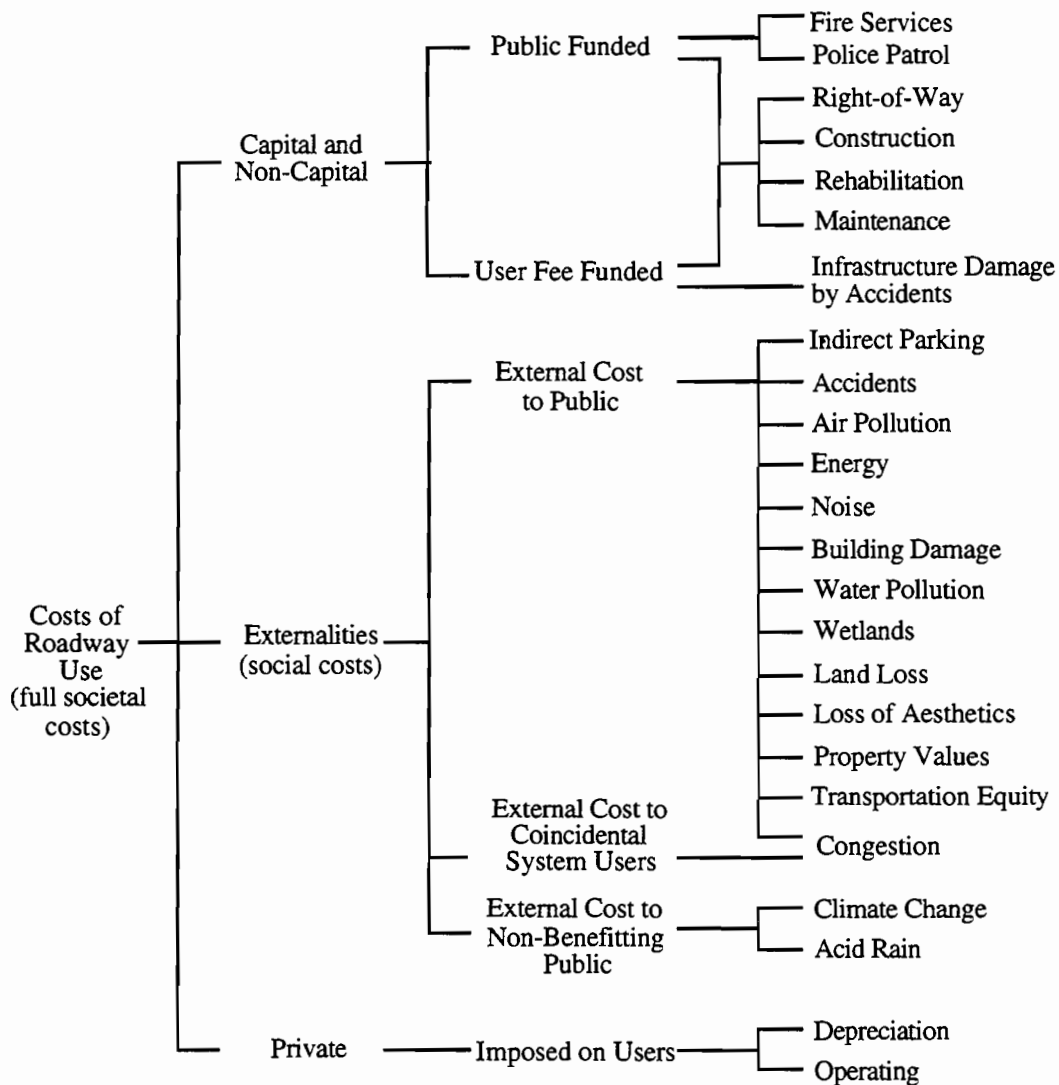 Fire Services
Public Funded
Police Patrol
Right-of-Way
Capital and
Non-Capital
Construction
Rehabilitation
Maintenance
User Fee Funded
Infrastructure Damage
by Accidents
Indirect Parking
External Cost
to Public
Accidents
Air Pollution
Energy
Noise
Building Damage
Water Pollution
Costs of
Roadway
Use
(full societal
costs)
Externalities
(social costs)
Wetlands
Land Loss
Loss of Aesthetics
Property Values
Transportation Equity
External Cost to
Coincidental
System Users
Congestion
External Cost to
Non-Benefitting
Public
Climate Change
Acid Rain
Private
Imposed on Users
Depreciation
Operating